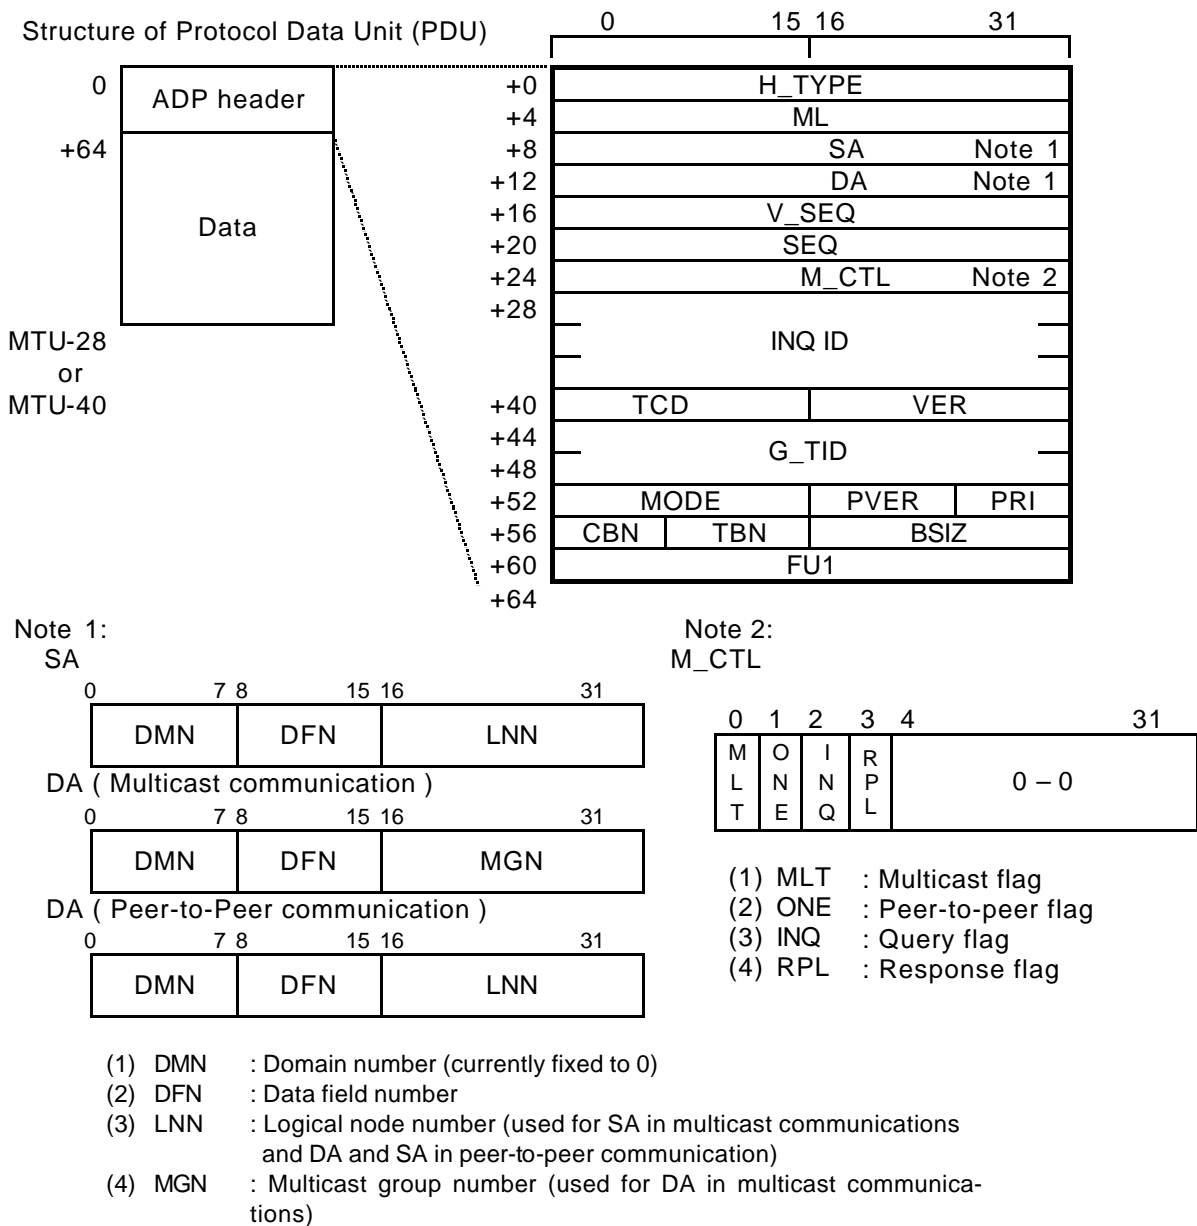 Structure of Protocol Data Unit (PDU)
0 15 16 31
0
ADP header
+64
Data
MTU-28
or
MTU-40
+0 H_TYPE
+4 ML
+8 SA Note 1
+12 DA Note 1
+16 V_SEQ
+20 SEQ
+24 M_CTL Note 2
+28
INQ ID
+40 TCD VER
+44
G_TID
+48
+52 MODE PVER PRI
+56 CBN TBN BSIZ
+60 FU1
+64
Note 1:
SA
0 7 8 15 16 31
DMN DFN LNN
DA ( Multicast communication )
0 7 8 15 16 31
DMN DFN MGN
DA ( Peer-to-Peer communication )
0 7 8 15 16 31
DMN DFN LNN
(1) DMN : Domain number (currently fixed to 0)
(2) DFN : Data field number
(3) LNN : Logical node number (used for SA in multicast communications
and DA and SA in peer-to-peer communication)
(4) MGN : Multicast group number (used for DA in multicast communica-
tions)
Note 2:
M_CTL
0 1 2 3 4 31
MLT ONE INQ RPL 0 – 0
(1) MLT : Multicast flag
(2) ONE : Peer-to-peer flag
(3) INQ : Query flag
(4) RPL : Response flag